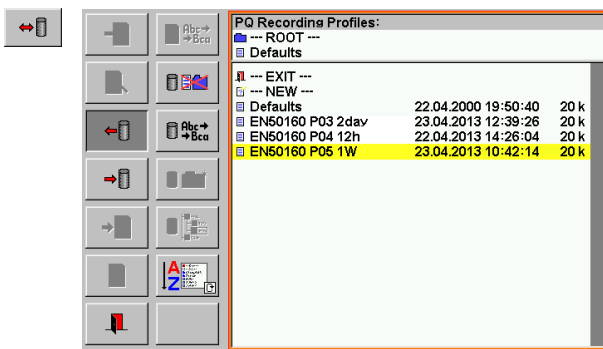 Abc→
→Bca
Abc→
→Bca
A
Z
PQ Recording Profiles:
--- ROOT ---
Defaults
--- EXIT ---
--- NEW ---
Defaults 22.04.2000 19:50:40 20 k
EN50160 P03 2day 23.04.2013 12:39:26 20 k
EN50160 P04 12h 22.04.2013 14:26:04 20 k
EN50160 P05 1W 23.04.2013 10:42:14 20 k